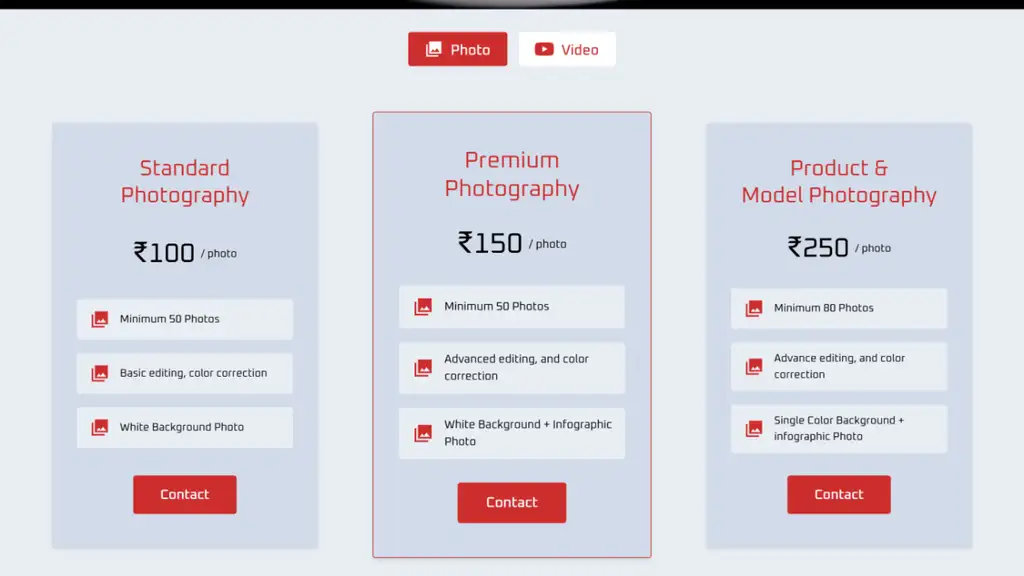 Photo
Video
Standard
Photography
₹100 / photo
Minimum 50 Photos
Basic editing, color correction
White Background Photo
Contact
Premium
Photography
₹150 / photo
Minimum 50 Photos
Advanced editing, and color
correction
White Background + Infographic
Photo
Contact
Product &
Model Photography
₹250 / photo
Minimum 80 Photos
Advance editing, and color
correction
Single Color Background +
infographic Photo
Contact